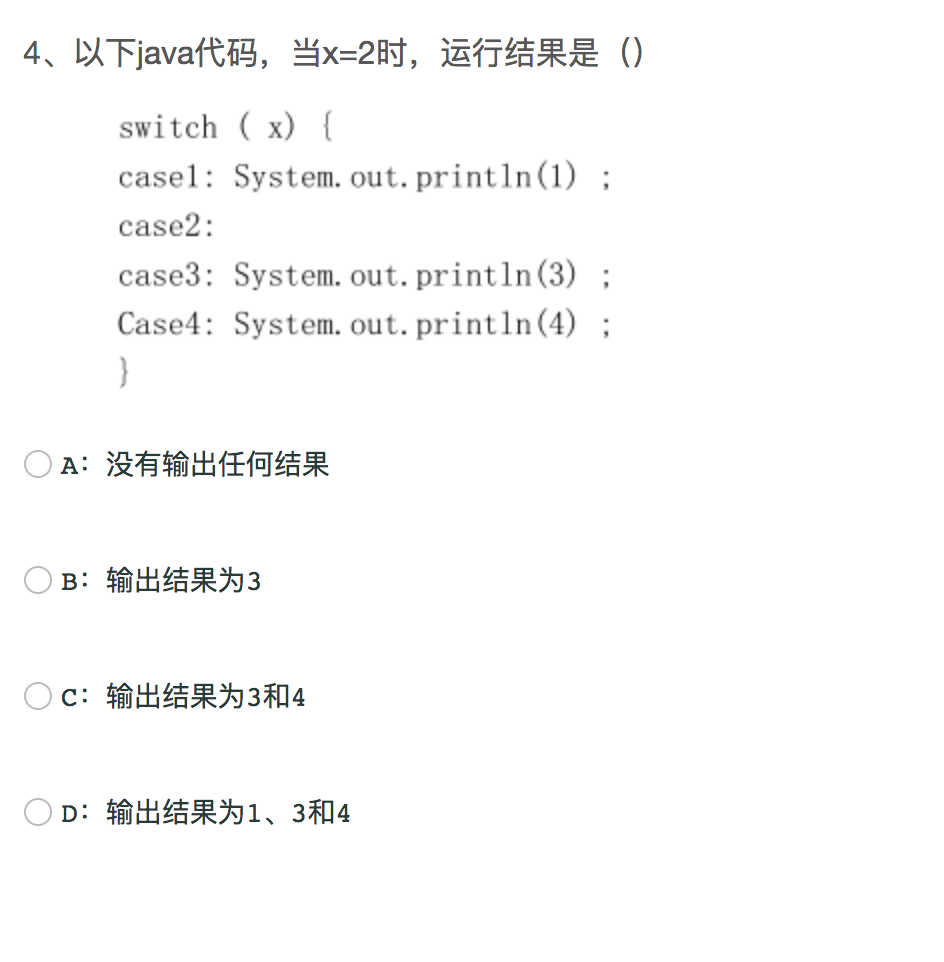 4、以下java代码，当x=2时，运行结果是（）
switch ( x) {
case1: System.out.println(1) ;
case2:
case3: System.out.println(3) ;
Case4: System.out.println(4) ;
}
A: 没有输出任何结果
B: 输出结果为3
C: 输出结果为3和4
D: 输出结果为1、3和4